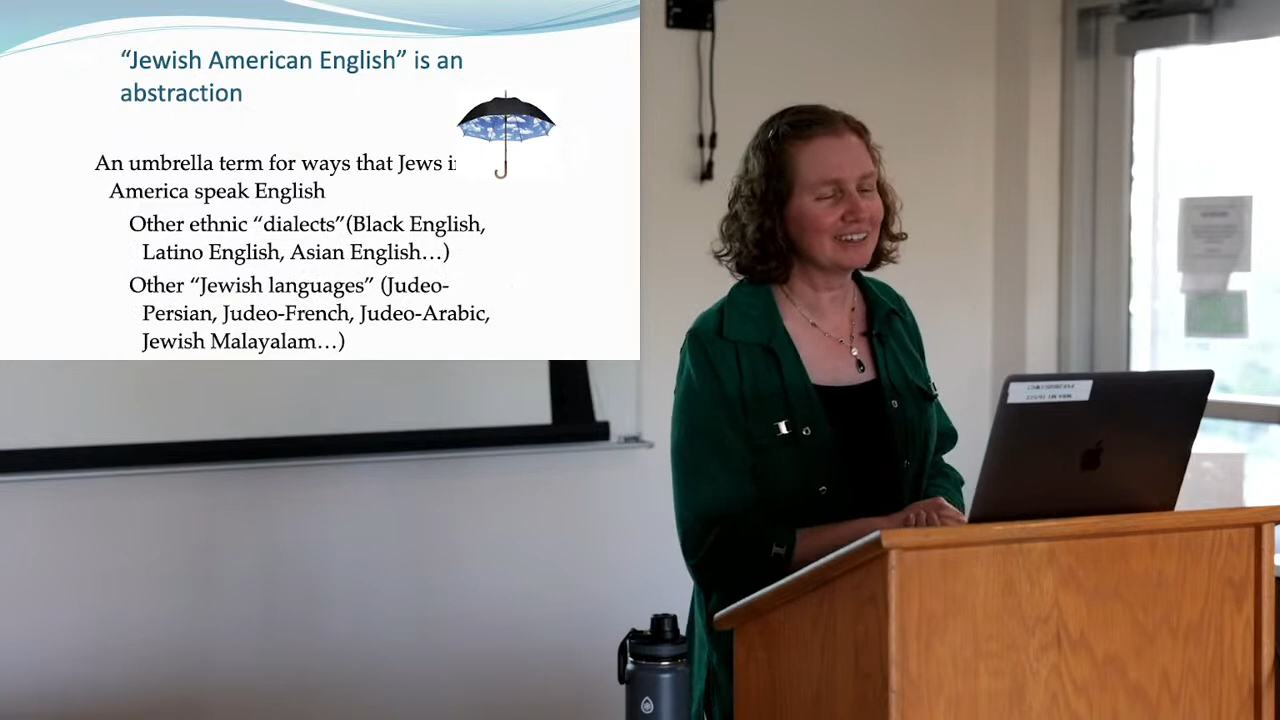 “Jewish American English” is an
abstraction
An umbrella term for ways that Jews i
America speak English
Other ethnic “dialects”(Black English,
Latino English, Asian English…)
Other “Jewish languages” (Judeo-
Persian, Judeo-French, Judeo-Arabic,
Jewish Malayalam…)